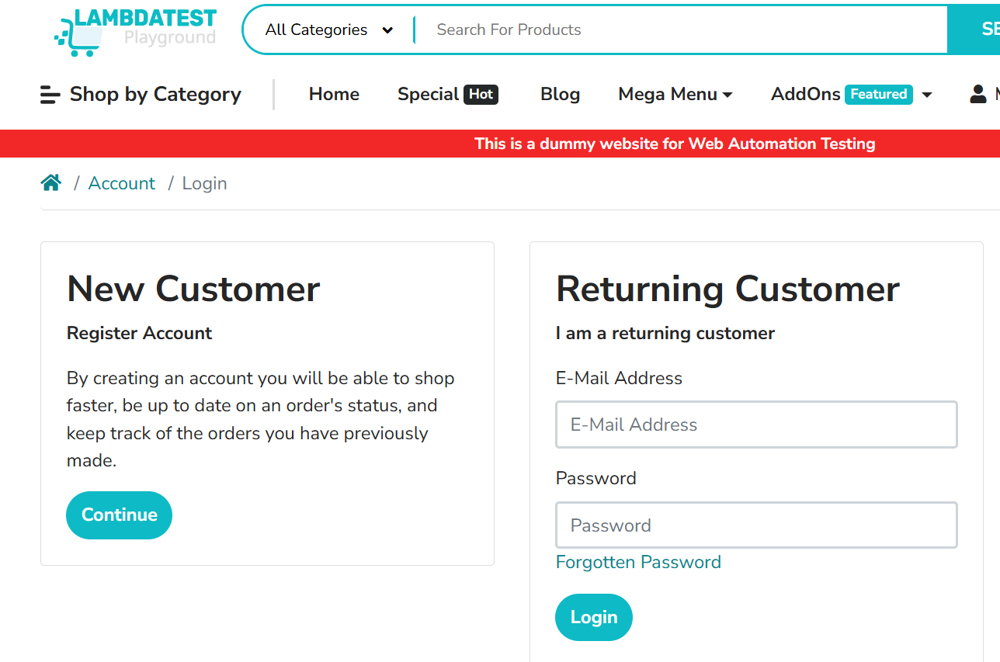 LAMBDATEST
Playground
All Categories
Search For Products
SE
Shop by Category
Home
Special Hot
Blog
Mega Menu
AddOns Featured
This is a dummy website for Web Automation Testing
/ Account / Login
New Customer
Register Account
By creating an account you will be able to shop
faster, be up to date on an order's status, and
keep track of the orders you have previously
made.
Continue
Returning Customer
I am a returning customer
E-Mail Address
E-Mail Address
Password
Password
Forgotten Password
Login